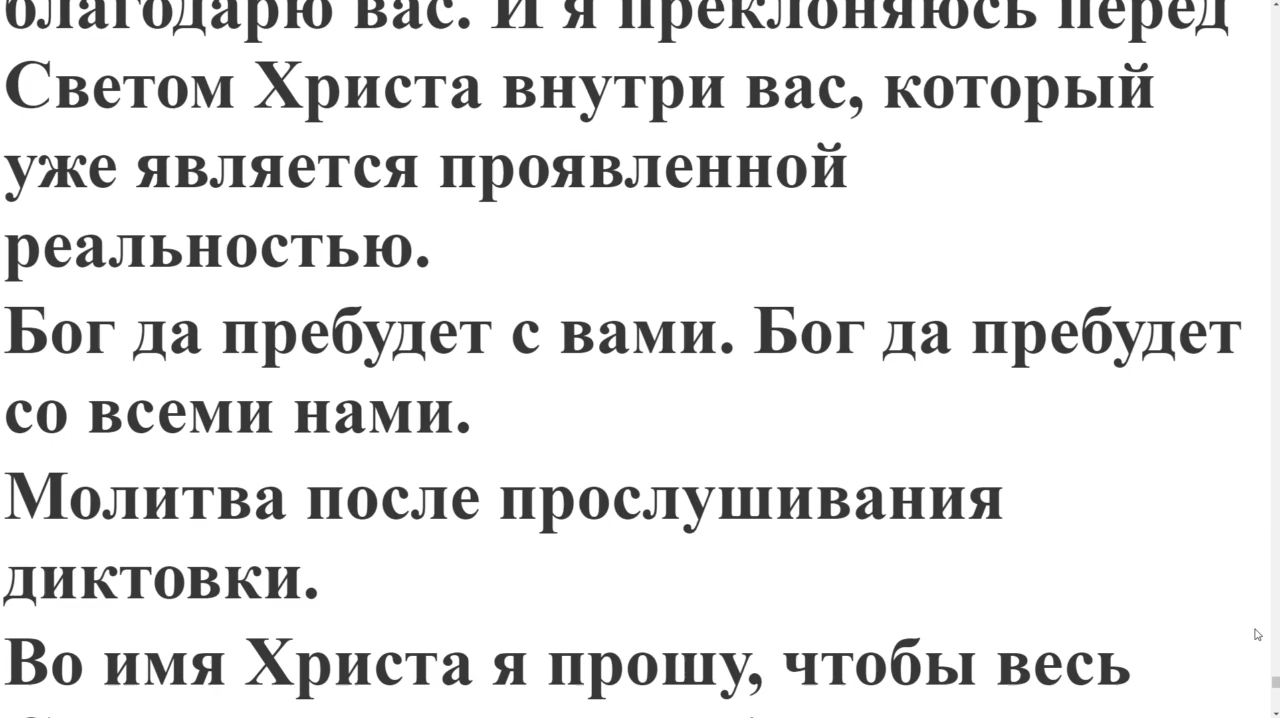 благодарю вас. И я преклоняюсь перед
Светом Христа внутри вас, который
уже является проявленной
реальностью.
Бог да пребудет с вами. Бог да пребудет
со всеми нами.
Молитва после прослушивания
диктовки.
Во имя Христа я прошу, чтобы весь